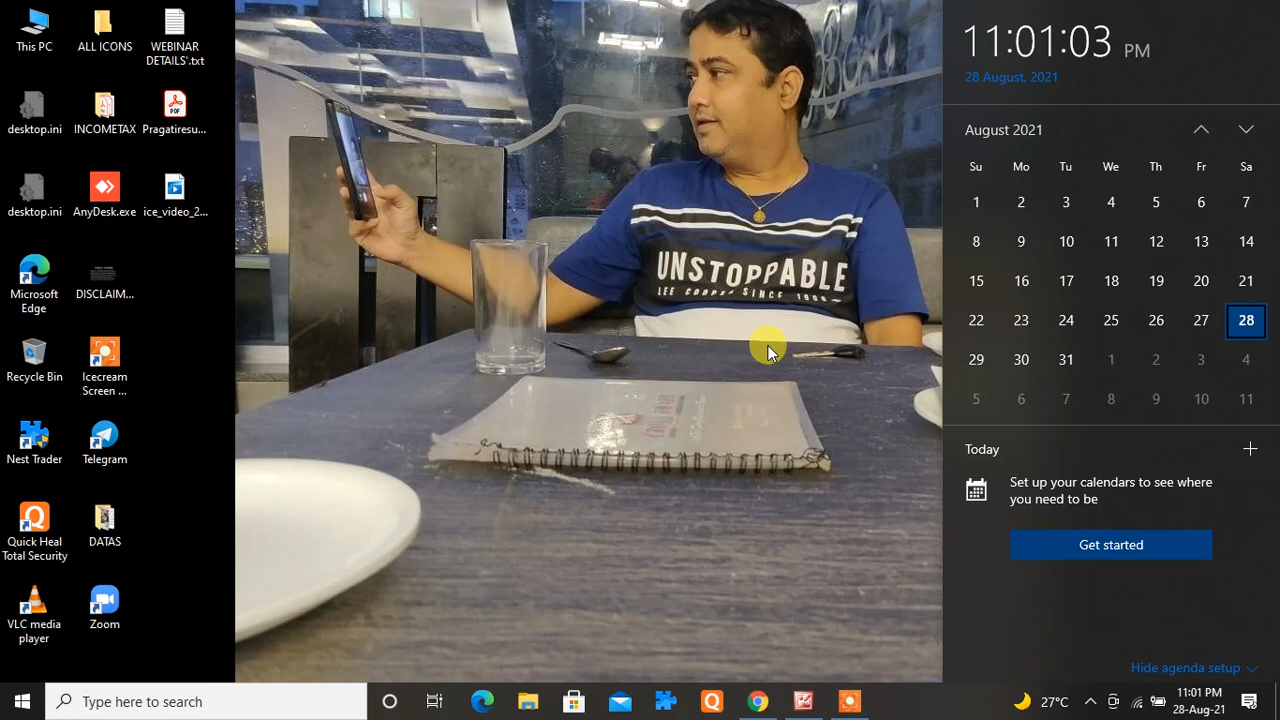 This PC
ALL ICONS
WEBINAR
DETAILS'.txt
desktop.ini
INCOMETAX
PDF
Pragatiresu...
desktop.ini
AnyDesk.exe
ice_video_2...
Microsoft
Edge
DISCLAIM...
Recycle Bin
Icecream
Screen ...
Nest Trader
Telegram
Quick Heal
Total Security
DATAS
VLC media
player
Zoom
UNSTOPPABLE
LEE COOPER SINCE 1908
11:01:03 PM
28 August, 2021
August 2021
Su Mo Tu We Th Fr Sa
1 2 3 4 5 6 7
8 9 10 11 12 13 14
15 16 17 18 19 20 21
22 23 24 25 26 27 28
29 30 31 1 2 3 4
5 6 7 8 9 10 11
Today
Set up your calendars to see where
you need to be
Get started
Hide agenda setup
Type here to search
27°C
11:01 PM
28-Aug-21